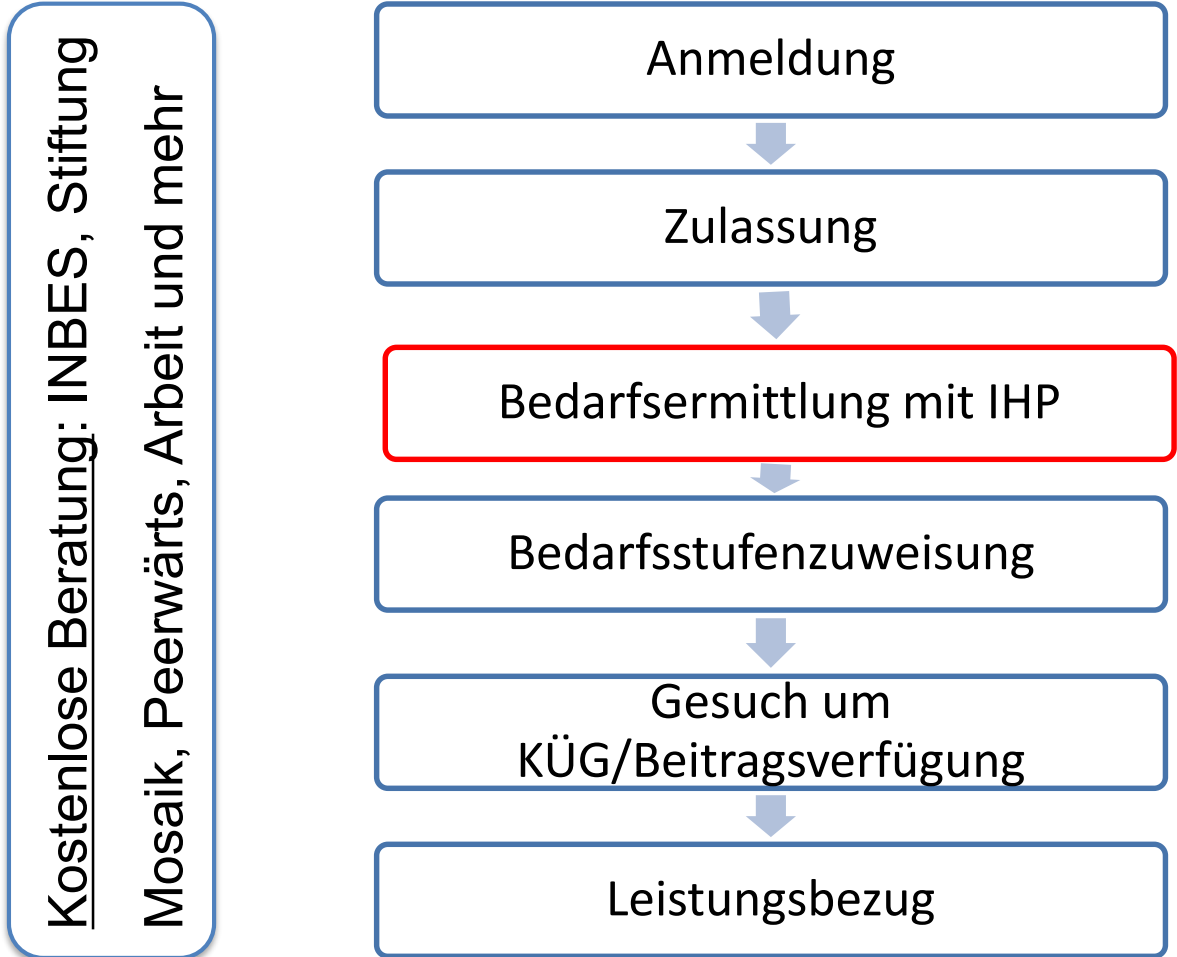 Kostenlose Beratung: INBES, Stiftung
Mosaik, Peerwärts, Arbeit und mehr
Anmeldung
Zulassung
Bedarfsermittlung mit IHP
Bedarfsstufenzuweisung
Gesuch um
KÜG/Beitragsverfügung
Leistungsbezug